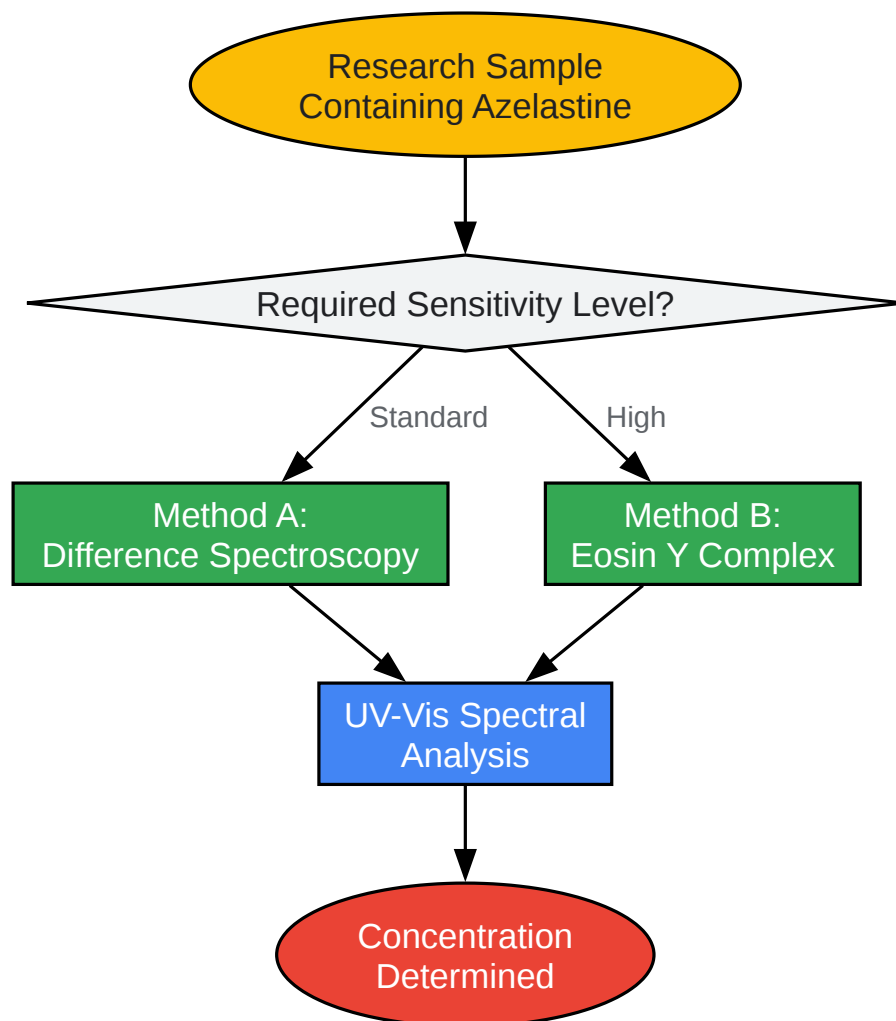 Research Sample
Containing Azelastine
Required Sensitivity Level?
Standard
High
Method A:
Difference Spectroscopy
Method B:
Eosin Y Complex
UV-Vis Spectral
Analysis
Concentration
Determined